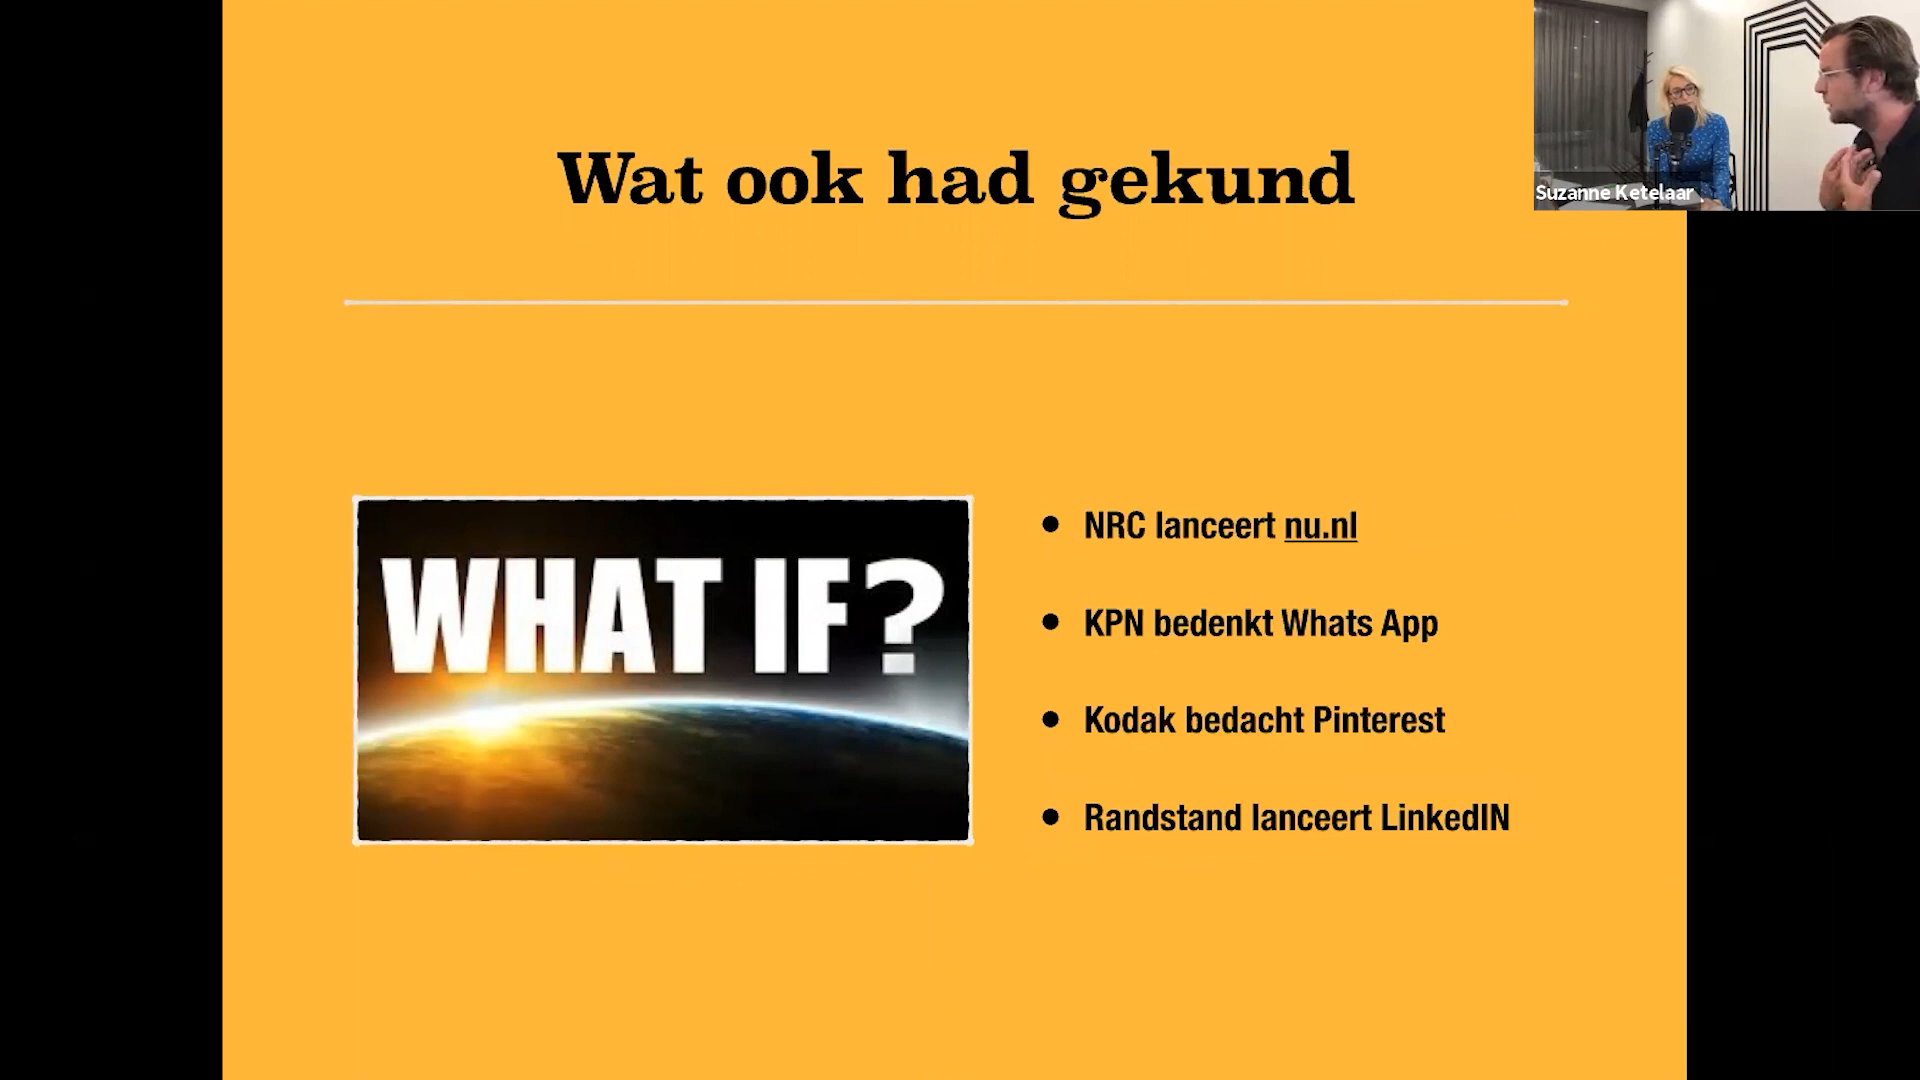 Wat ook had gekund
Suzanne Ketelaar
WHAT IF?
• NRC lanceert nu.nl
• KPN bedenkt Whats App
• Kodak bedacht Pinterest
• Randstand lanceert LinkedIN